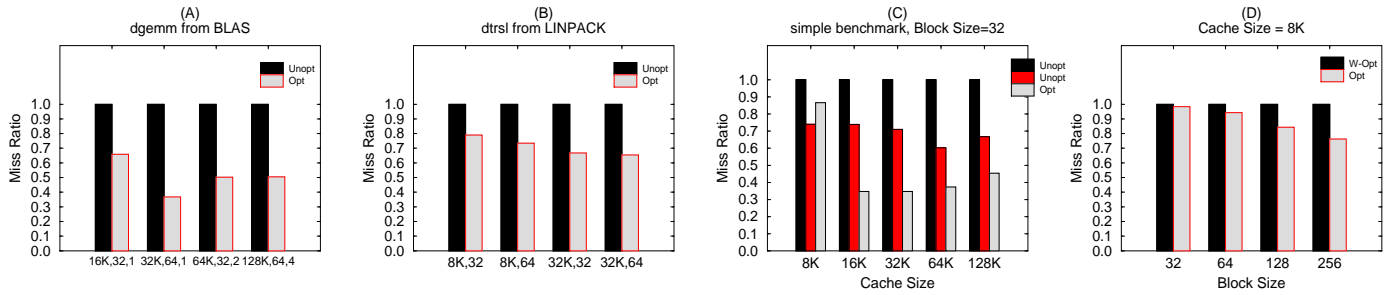 (A)
dgemm from BLAS
Unopt
Opt
Miss Ratio
1.0
0.9
0.8
0.7
0.6
0.5
0.4
0.3
0.2
0.1
0.0
16K,32,1 32K,64,1 64K,32,2 128K,64,4
(B)
dtrsl from LINPACK
Unopt
Opt
Miss Ratio
1.0
0.9
0.8
0.7
0.6
0.5
0.4
0.3
0.2
0.1
0.0
8K,32 8K,64 32K,32 32K,64
(C)
simple benchmark, Block Size=32
Unopt
Unopt
Opt
Miss Ratio
1.0
0.9
0.8
0.7
0.6
0.5
0.4
0.3
0.2
0.1
0.0
8K 16K 32K 64K 128K
Cache Size
(D)
Cache Size = 8K
W-Opt
Opt
Miss Ratio
1.0
0.9
0.8
0.7
0.6
0.5
0.4
0.3
0.2
0.1
0.0
32 64 128 256
Block Size